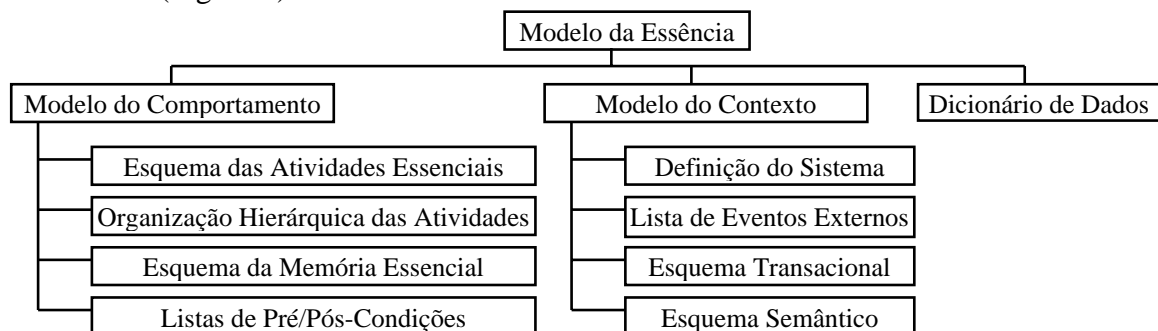 Modelo da Essência
Modelo do Comportamento
Modelo do Contexto
Dicionário de Dados
Esquema das Atividades Essenciais
Definição do Sistema
Organização Hierárquica das Atividades
Lista de Eventos Externos
Esquema da Memória Essencial
Esquema Transacional
Listas de Pré/Pós-Condições
Esquema Semântico